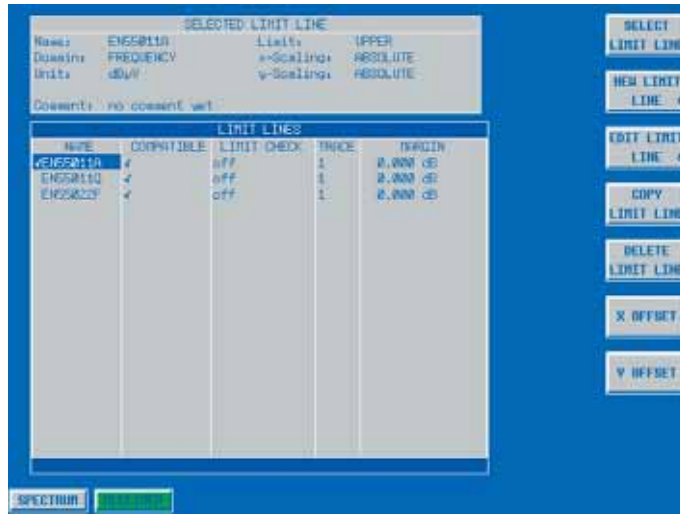 SELECTED LIMIT LINE
Name: EN55011A Limit: UPPER
Domain: FREQUENCY x-Scaling: ABSOLUTE
Unit: dBµV y-Scaling: ABSOLUTE
Comment: no comment yet
LIMIT LINES
NAME COMPATIBLE LIMIT CHECK TRACE MARGIN
✓EN55011A ✓ off 1 0.000 dB
EN55011Q ✓ off 1 0.000 dB
EN55022F ✓ off 1 0.000 dB
SELECT
LIMIT LINE
NEW LIMIT
LINE
EDIT LIMIT
LINE
COPY
LIMIT LINE
DELETE
LIMIT LINE
X OFFSET
Y OFFSET
SPECTRUM